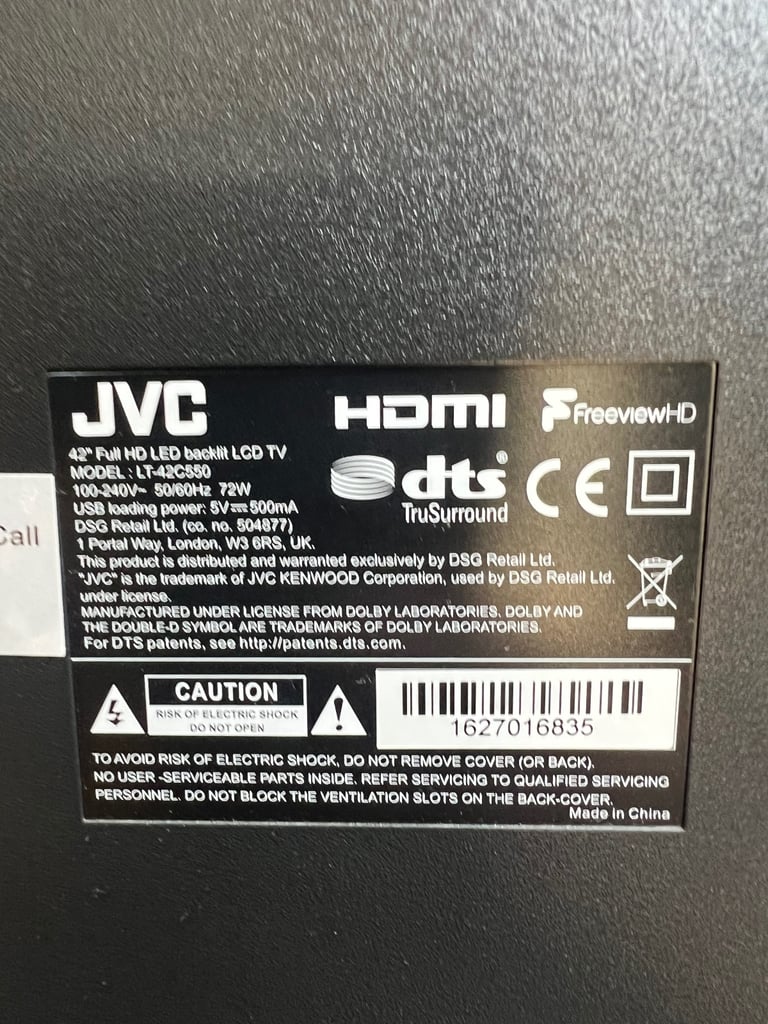 JVC
HDMI
FreeviewHD
42" Full HD LED backlit LCD TV
MODEL : LT-42C550
100-240V~ 50/60Hz 72W
USB loading power: 5V⎓500mA
DSG Retail Ltd. (co. no. 504877)
1 Portal Way, London, W3 6RS, UK.
dts®
TruSurround
CE
This product is distributed and warranted exclusively by DSG Retail Ltd.
"JVC" is the trademark of JVC KENWOOD Corporation, used by DSG Retail Ltd.
under license.
MANUFACTURED UNDER LICENSE FROM DOLBY LABORATORIES. DOLBY AND
THE DOUBLE-D SYMBOL ARE TRADEMARKS OF DOLBY LABORATORIES.
For DTS patents, see http://patents.dts.com.
Call
CAUTION
RISK OF ELECTRIC SHOCK
DO NOT OPEN
1627016835
TO AVOID RISK OF ELECTRIC SHOCK, DO NOT REMOVE COVER (OR BACK).
NO USER -SERVICEABLE PARTS INSIDE. REFER SERVICING TO QUALIFIED SERVICING
PERSONNEL. DO NOT BLOCK THE VENTILATION SLOTS ON THE BACK-COVER.
Made in China